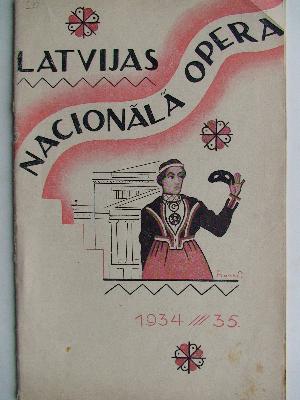 LATVIJAS
NACIONĀLĀ OPERA
1934 /// 35.